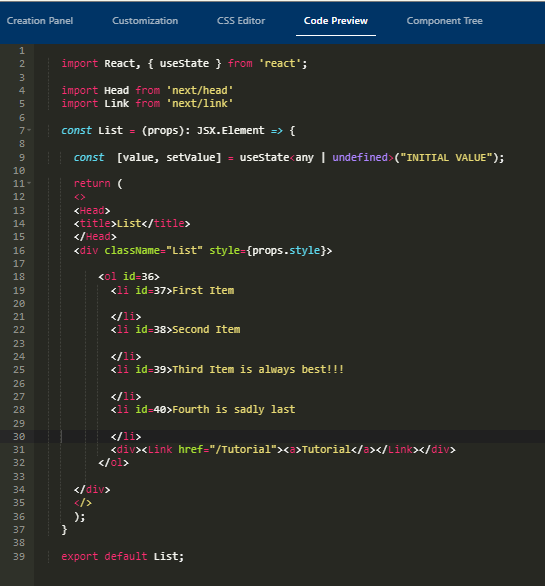 Creation Panel Customization CSS Editor Code Preview Component Tree
1
2 import React, { useState } from 'react';
3
4 import Head from 'next/head'
5 import Link from 'next/link'
6
7 const List = (props): JSX.Element => {
8
9 const [value, setValue] = useState<any | undefined>("INITIAL VALUE");
10
11 return (
12 <>
13 <Head>
14 <title>List</title>
15 </Head>
16 <div className="List" style={props.style}>
17
18 <ol id=36>
19 <li id=37>First Item
20
21 </li>
22 <li id=38>Second Item
23
24 </li>
25 <li id=39>Third Item is always best!!!
26
27 </li>
28 <li id=40>Fourth is sadly last
29
30 </li>
31 <div><Link href="/Tutorial"><a>Tutorial</a></Link></div>
32 </ol>
33
34 </div>
35 </>
36 );
37 }
38
39 export default List;